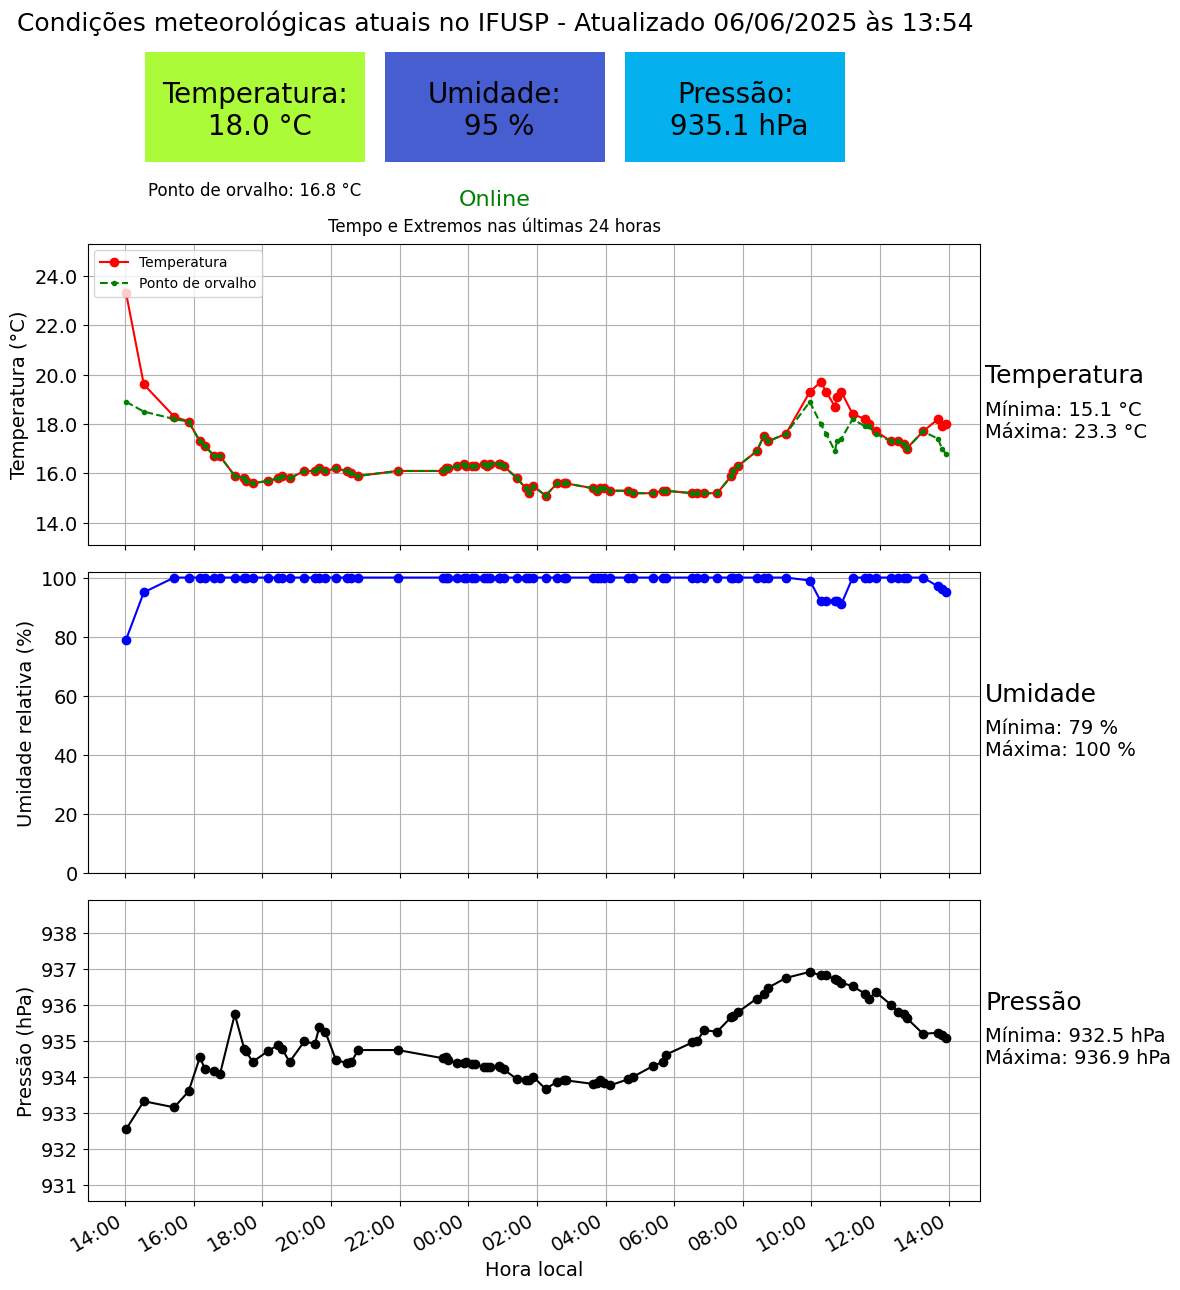 Condições meteorológicas atuais no IFUSP - Atualizado 06/06/2025 às 13:54
Temperatura:
18.0 °C
Umidade:
95 %
Pressão:
935.1 hPa
Ponto de orvalho: 16.8 °C
Online
Tempo e Extremos nas últimas 24 horas
Temperatura
Ponto de orvalho
Temperatura (°C)
24.0
22.0
20.0
18.0
16.0
14.0
Temperatura
Mínima: 15.1 °C
Máxima: 23.3 °C
Umidade relativa (%)
100
80
60
40
20
0
Umidade
Mínima: 79 %
Máxima: 100 %
Pressão (hPa)
938
937
936
935
934
933
932
931
Pressão
Mínima: 932.5 hPa
Máxima: 936.9 hPa
14:00
16:00
18:00
20:00
22:00
00:00
02:00
04:00
06:00
08:00
10:00
12:00
14:00
Hora local